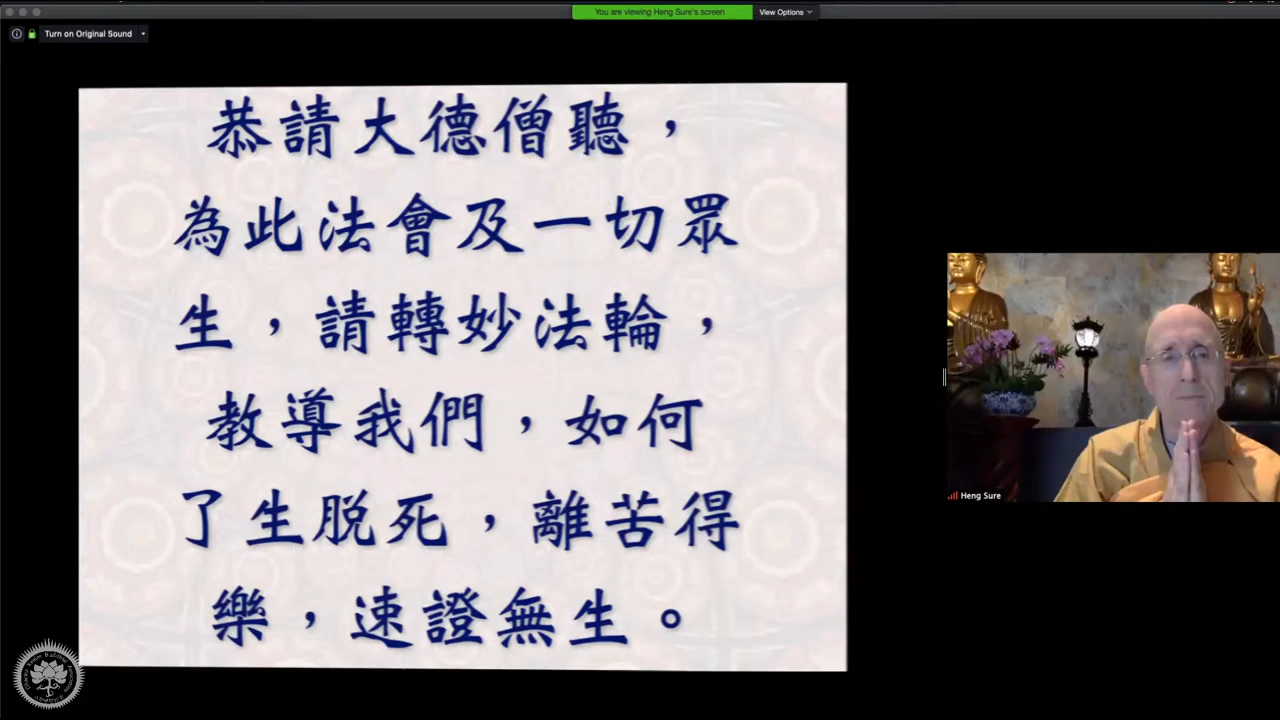 You are viewing Heng Sure's screen
View Options
Turn on Original Sound
恭請大德僧聽，
為此法會及一切眾
生，請轉妙法輪，
教導我們，如何
了生脫死，離苦得
樂，速證無生。
Heng Sure